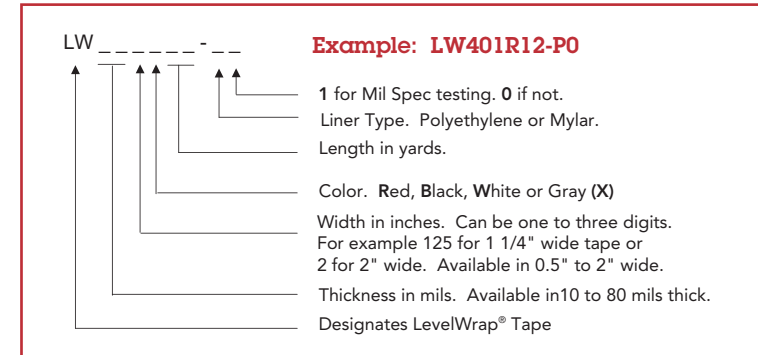 LW_ _ _ _ _ _ - _ _
Example: LW401R12-P0
1 for Mil Spec testing. 0 if not.
Liner Type. Polyethylene or Mylar.
Length in yards.
Color. Red, Black, White or Gray (X)
Width in inches. Can be one to three digits.
For example 125 for 1 1/4" wide tape or
2 for 2" wide. Available in 0.5" to 2" wide.
Thickness in mils. Available in10 to 80 mils thick.
Designates LevelWrap® Tape